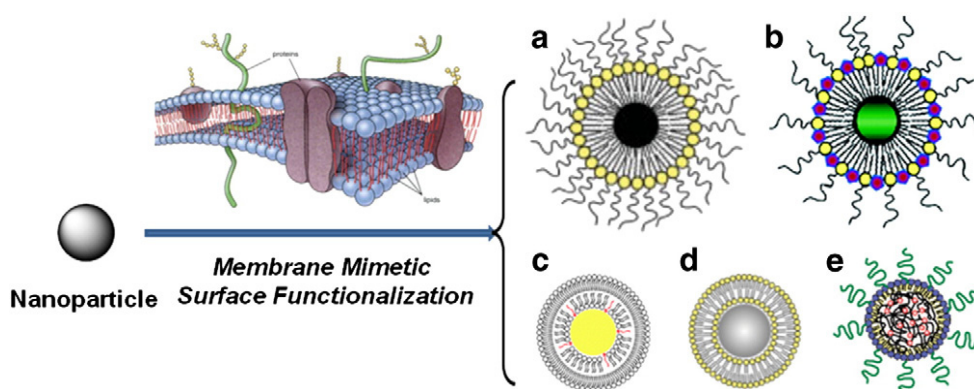 proteins
lipids
Nanoparticle
Membrane Mimetic
Surface Functionalization
a
b
c
d
e